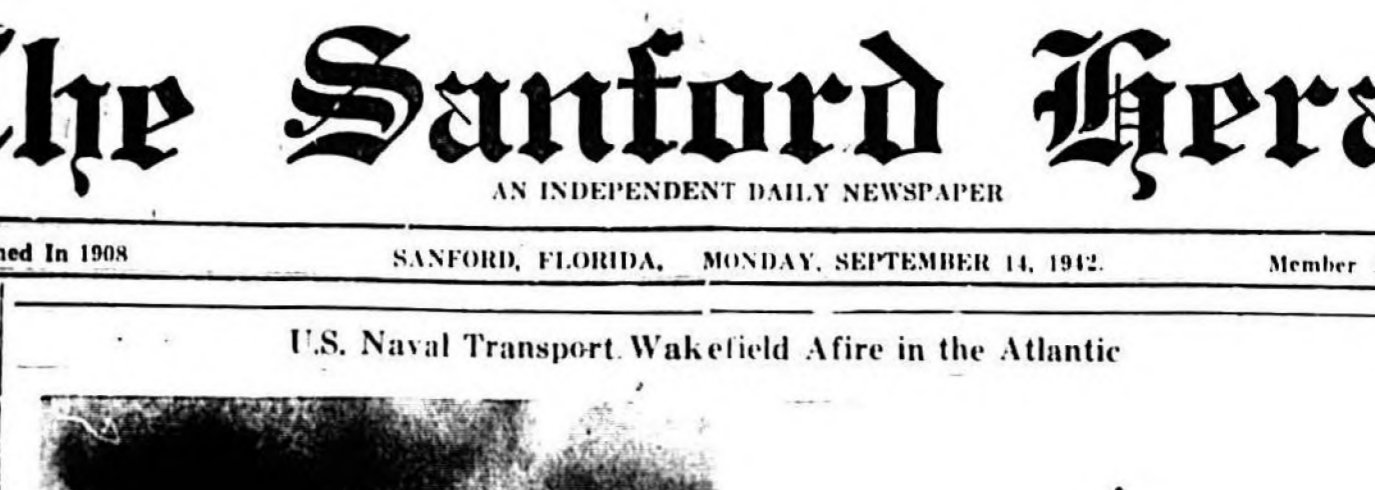 The Sanford Hera
AN INDEPENDENT DAILY NEWSPAPER
hed In 1908 SANFORD, FLORIDA, MONDAY, SEPTEMBER 14, 1942. Member
U.S. Naval Transport Wakefield Afire in the Atlantic